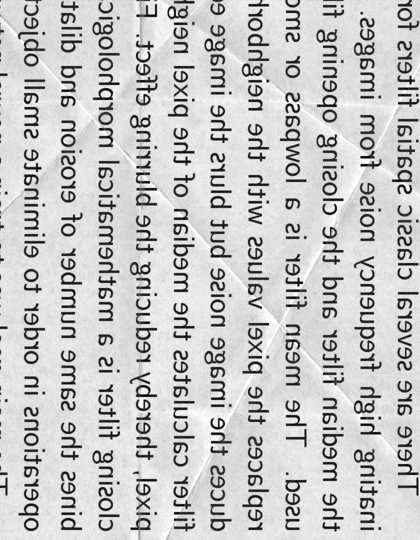 There are several classic spatial filters for
inating high frequency noise from images.
the median filter and the closing opening filt
used. The mean filter is a lowpass or smo
replaces the pixel values with the neighborh
duces the image noise but blurs the image e
filter calculates the median of the pixel neigh
pixel, thereby reducing the blurring effect. Fi
closing filter is a mathematical morphologic
bines the same number of erosion and dilat
operations in order to eliminate small object